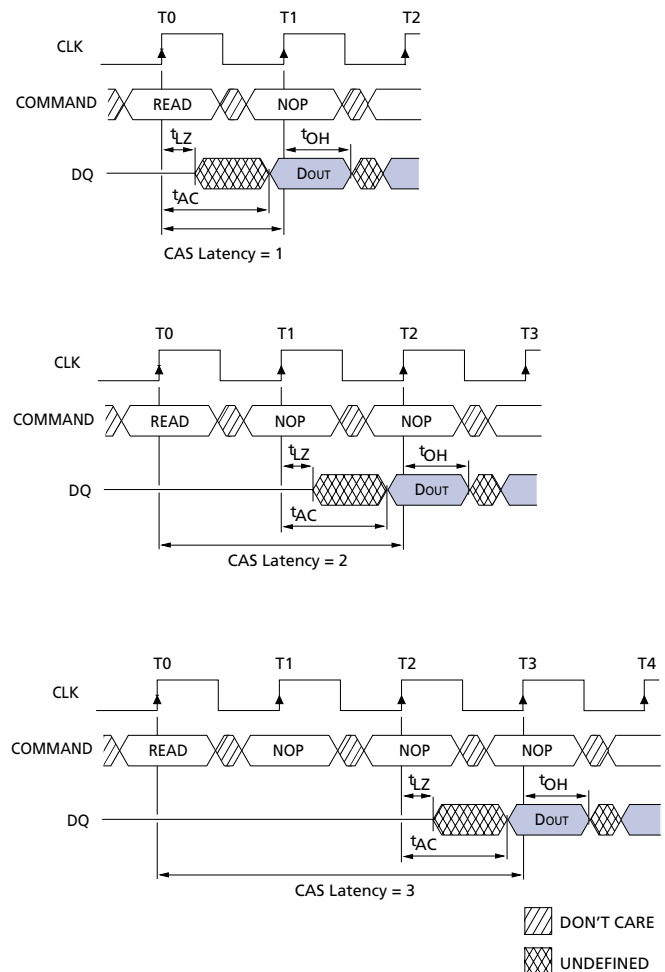 T0 T1 T2
CLK
COMMAND READ NOP
tLZ tOH
DQ DOUT
tAC
CAS Latency = 1
T0 T1 T2 T3
CLK
COMMAND READ NOP NOP
tLZ tOH
DQ DOUT
tAC
CAS Latency = 2
T0 T1 T2 T3 T4
CLK
COMMAND READ NOP NOP NOP
tLZ tOH
DQ DOUT
tAC
CAS Latency = 3
DON'T CARE
UNDEFINED